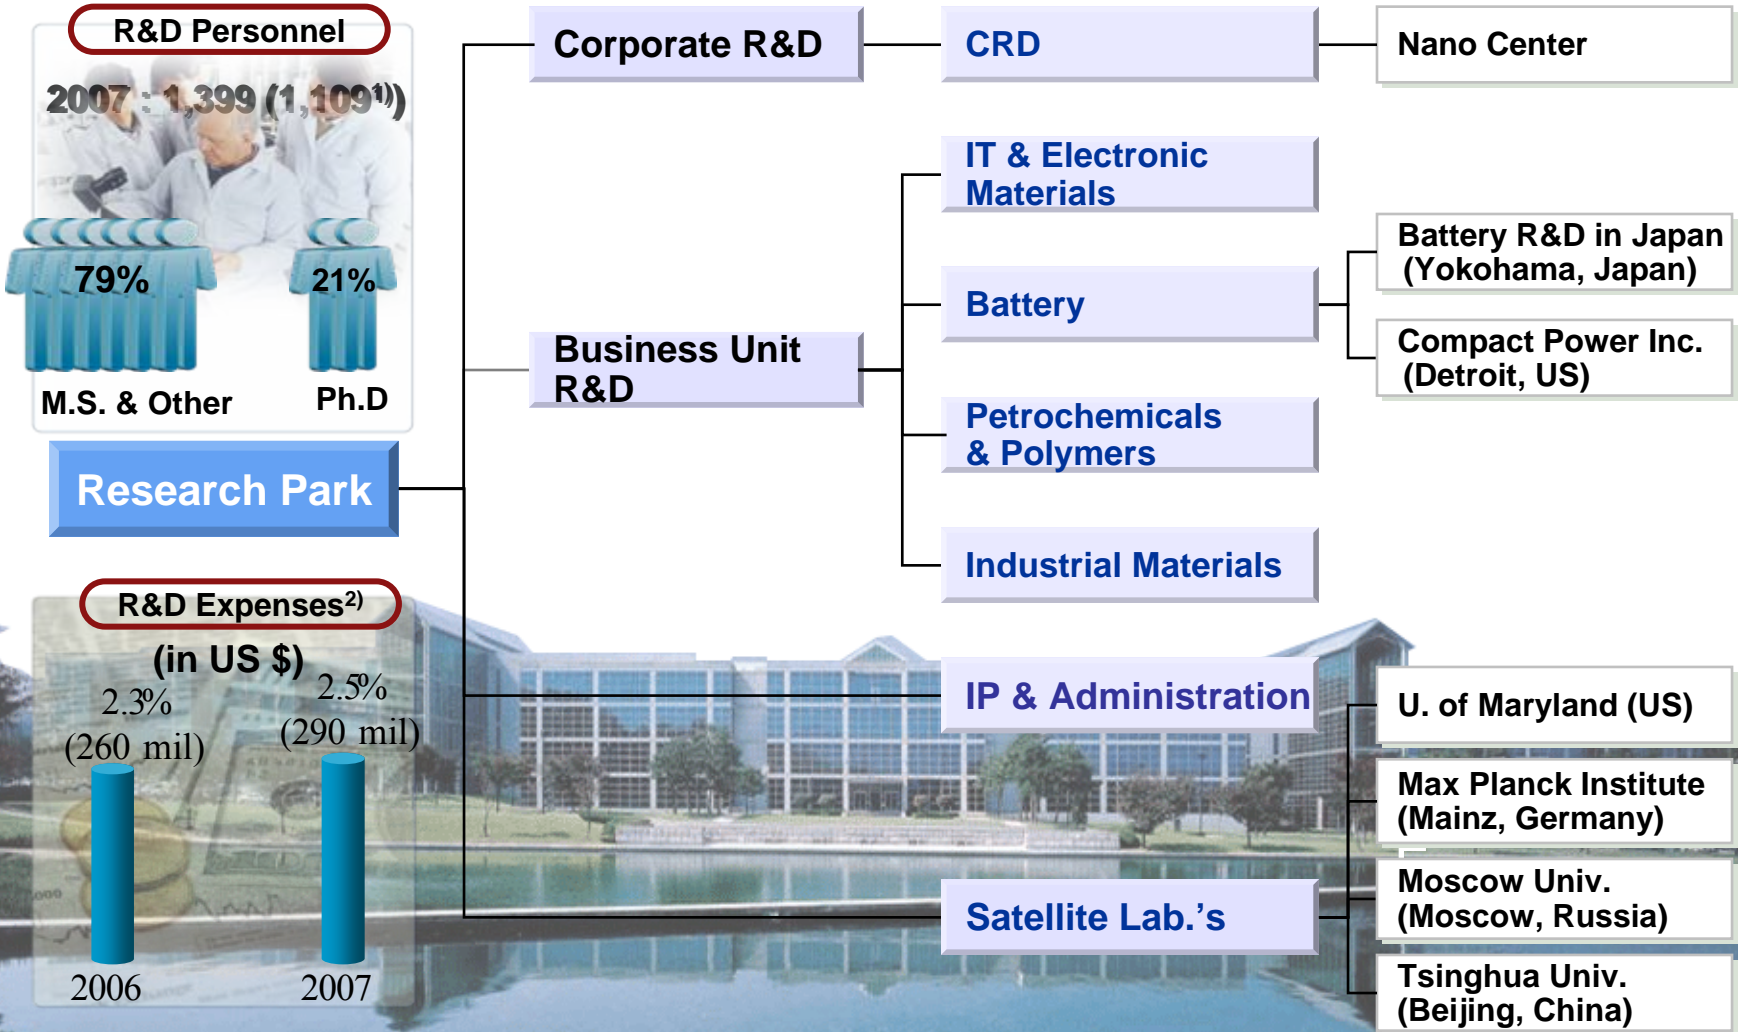 R&D Personnel
2007 : 1,399 (1,109¹⁾)
79%
21%
M.S. & Other
Ph.D
Research Park
R&D Expenses²⁾
(in US $)
2.3%
(260 mil)
2.5%
(290 mil)
2006
2007
Corporate R&D
CRD
Nano Center
Business Unit
R&D
IT & Electronic
Materials
Battery
Battery R&D in Japan
(Yokohama, Japan)
Compact Power Inc.
(Detroit, US)
Petrochemicals
& Polymers
Industrial Materials
IP & Administration
Satellite Lab.’s
U. of Maryland (US)
Max Planck Institute
(Mainz, Germany)
Moscow Univ.
(Moscow, Russia)
Tsinghua Univ.
(Beijing, China)